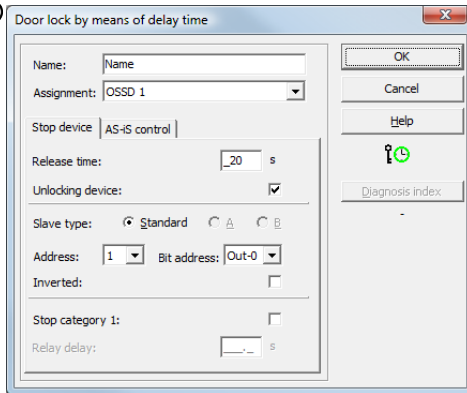 )
Door lock by means of delay time
Name: Name
Assignment: OSSD 1
Stop device AS-iS control
Release time: _20 s
Unlocking device:
Slave type: Standard A B
Address: 1 Bit address: Out-0
Inverted:
Stop category 1:
Relay delay: ___._ s
OK
Cancel
Help
Diagnosis index
-